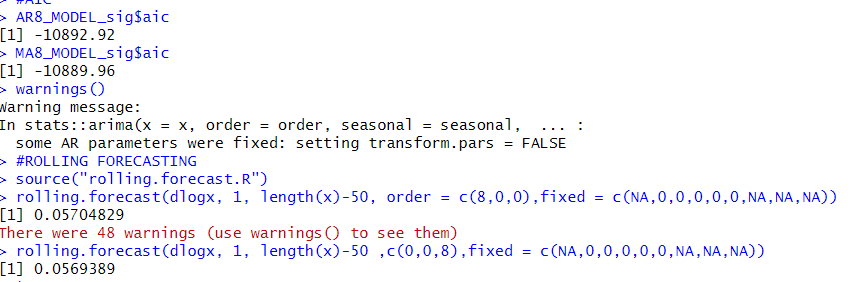 > #AIC
> AR8_MODEL_sig$aic
[1] -10892.92
> MA8_MODEL_sig$aic
[1] -10889.96
> warnings()
Warning message:
In stats::arima(x = x, order = order, seasonal = seasonal,  ... :
  some AR parameters were fixed: setting transform.pars = FALSE
> #ROLLING FORECASTING
> source("rolling.forecast.R")
> rolling.forecast(dlogx, 1, length(x)-50, order = c(8,0,0),fixed = c(NA,0,0,0,0,0,NA,NA,NA))
[1] 0.05704829
There were 48 warnings (use warnings() to see them)
> rolling.forecast(dlogx, 1, length(x)-50 ,c(0,0,8),fixed = c(NA,0,0,0,0,0,NA,NA,NA))
[1] 0.0569389